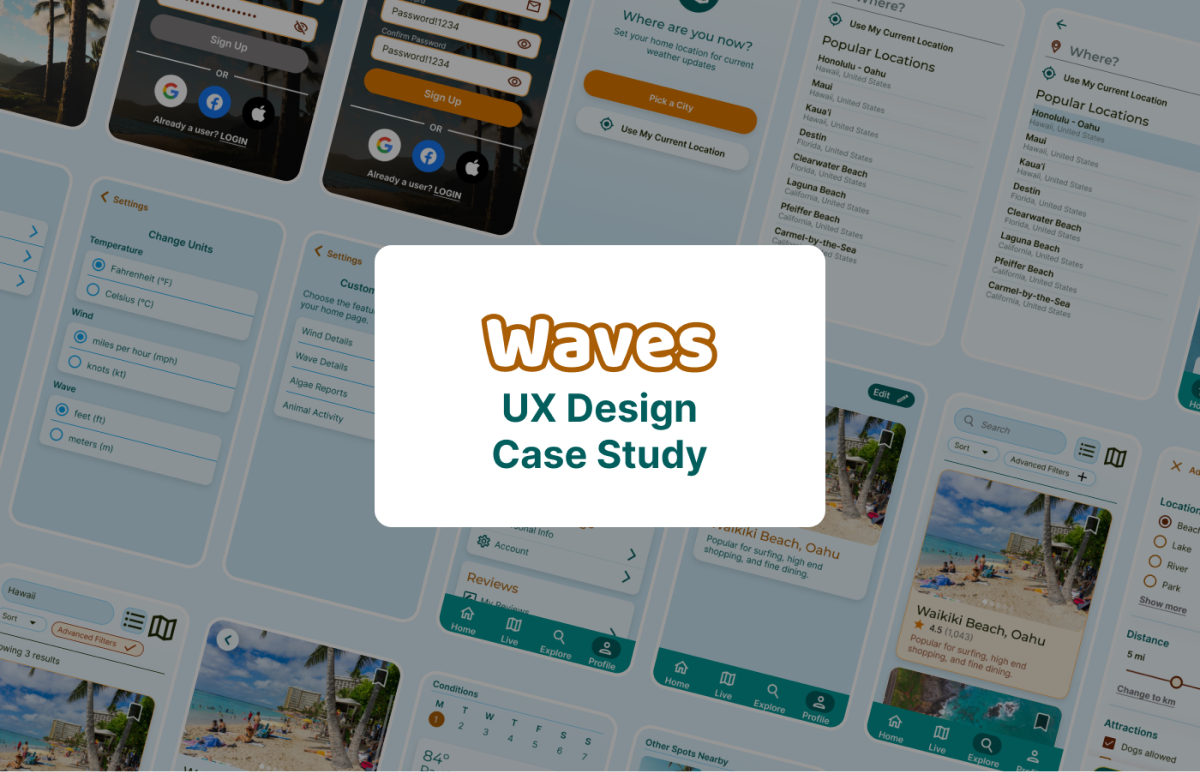 Sign Up
OR
Already a user? LOGIN
Password!1234
Confirm Password
Password!1234
Sign Up
OR
Already a user? LOGIN
Where are you now?
Set your home location for current
weather updates
Pick a City
Use My Current Location
Where?
Use My Current Location
Popular Locations
Honolulu - Oahu
Hawaii, United States
Maui
Hawaii, United States
Kaua'i
Hawaii, United States
Destin
Florida, United States
Clearwater Beach
Florida, United States
Laguna Beach
California, United States
Pfeiffer Beach
California, United States
Carmel-by-the-Sea
California, United States
Where?
Use My Current Location
Popular Locations
Honolulu - Oahu
Hawaii, United States
Maui
Hawaii, United States
Kaua'i
Hawaii, United States
Destin
Florida, United States
Clearwater Beach
Florida, United States
Laguna Beach
California, United States
Pfeiffer Beach
California, United States
Carmel-by-the-Sea
California, United States
Settings
Change Units
Temperature
Fahrenheit (°F)
Celsius (°C)
Wind
miles per hour (mph)
knots (kt)
Wave
feet (ft)
meters (m)
Settings
Choose the
your home page.
Wind Details
Wave Details
Algae Reports
Animal Activity
Waves
UX Design
Case Study
Info
Account
Reviews
My Reviews
Home
Live
Explore
Profile
Edit
Waikiki Beach, Oahu
Popular for surfing, high end
shopping, and fine dining.
Home
Live
Explore
Profile
Search
Sort
Advanced Filters
Waikiki Beach, Oahu
4.5 (1,043)
Popular for surfing, high end
shopping, and fine dining.
Home
Live
Explore
Location
Beach
Lake
River
Park
Show more
Distance
5 mi
Change to km
Attractions
Dogs allowed
Hawaii
Sort
Advanced Filters
3 results
Conditions
M T W T F S S
1 2 3 4 5 6 7
84°
Other Spots Nearby